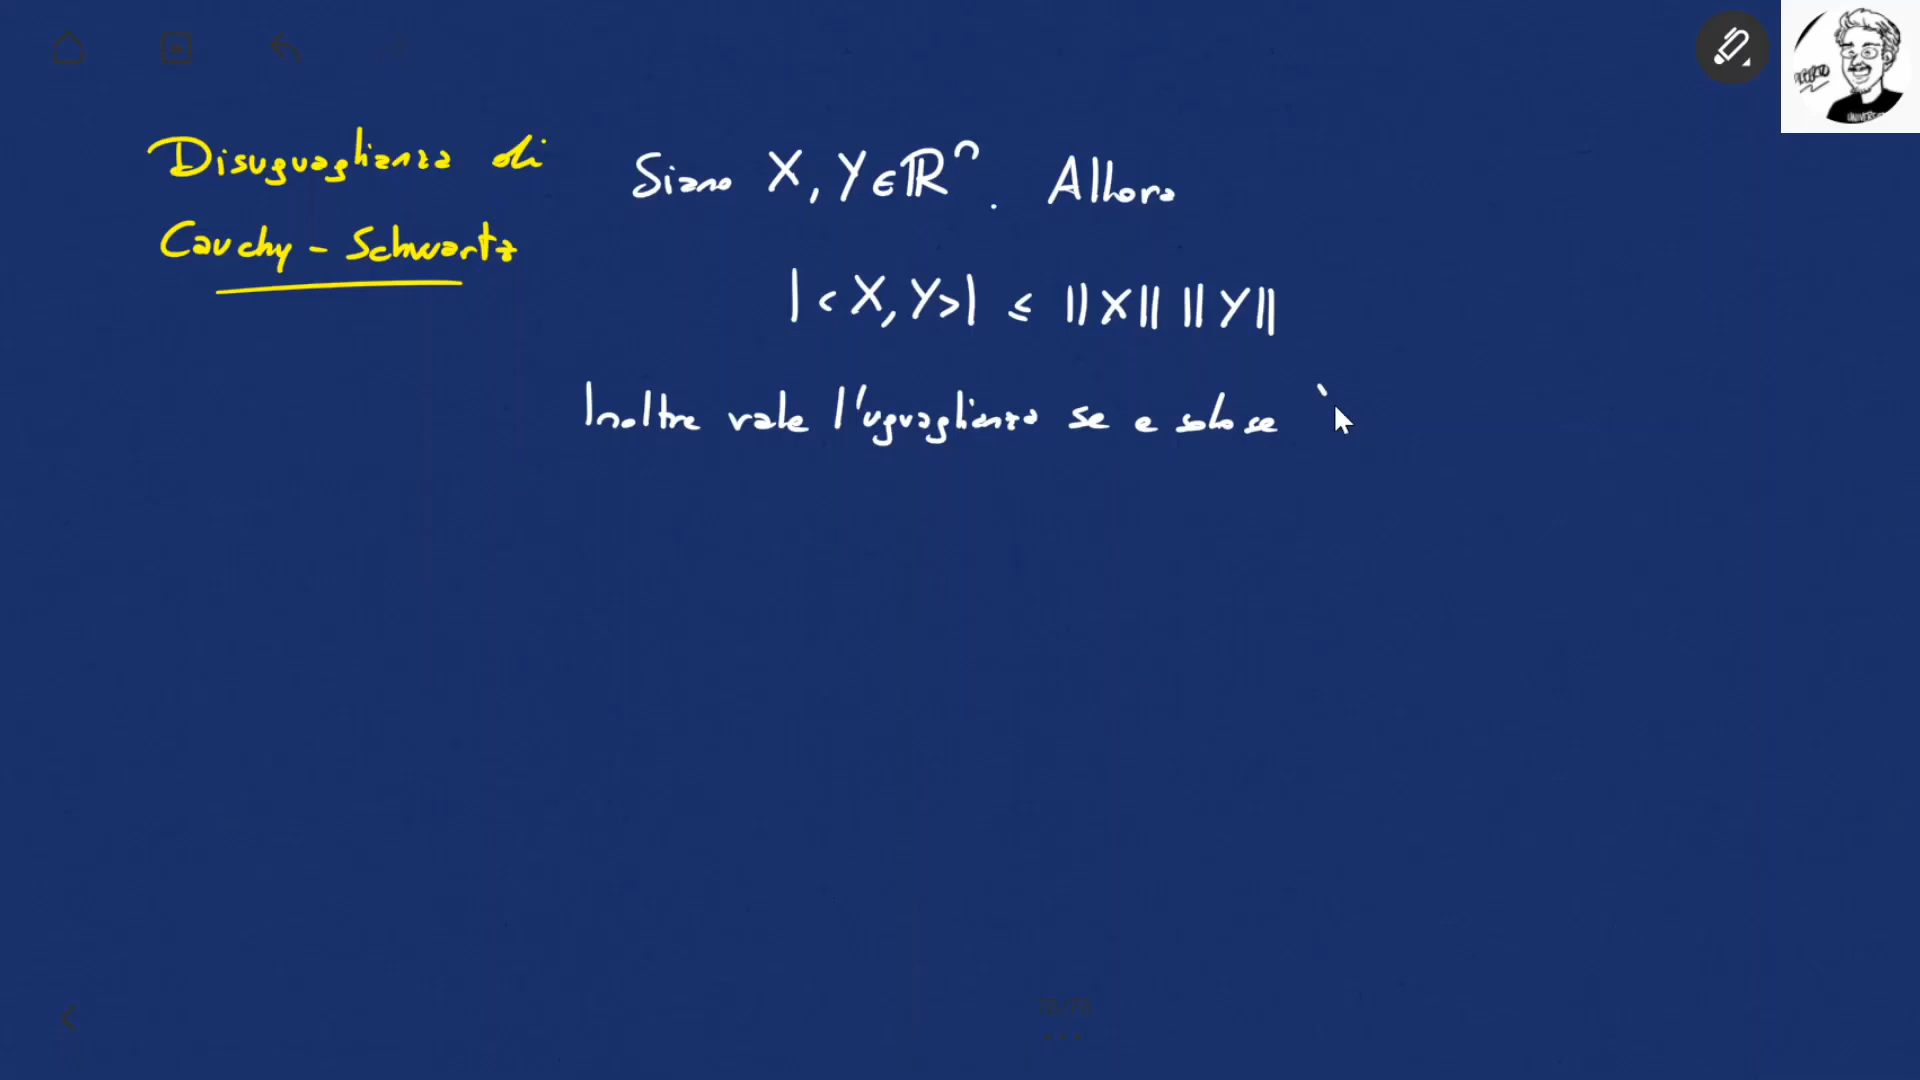 Disuguaglianza di
Cauchy - Schwartz
Siano X, Y ∈ ℝⁿ. Allora
|<X, Y>| ≤ ||X|| ||Y||
Inoltre vale l'uguaglianza se e solo se